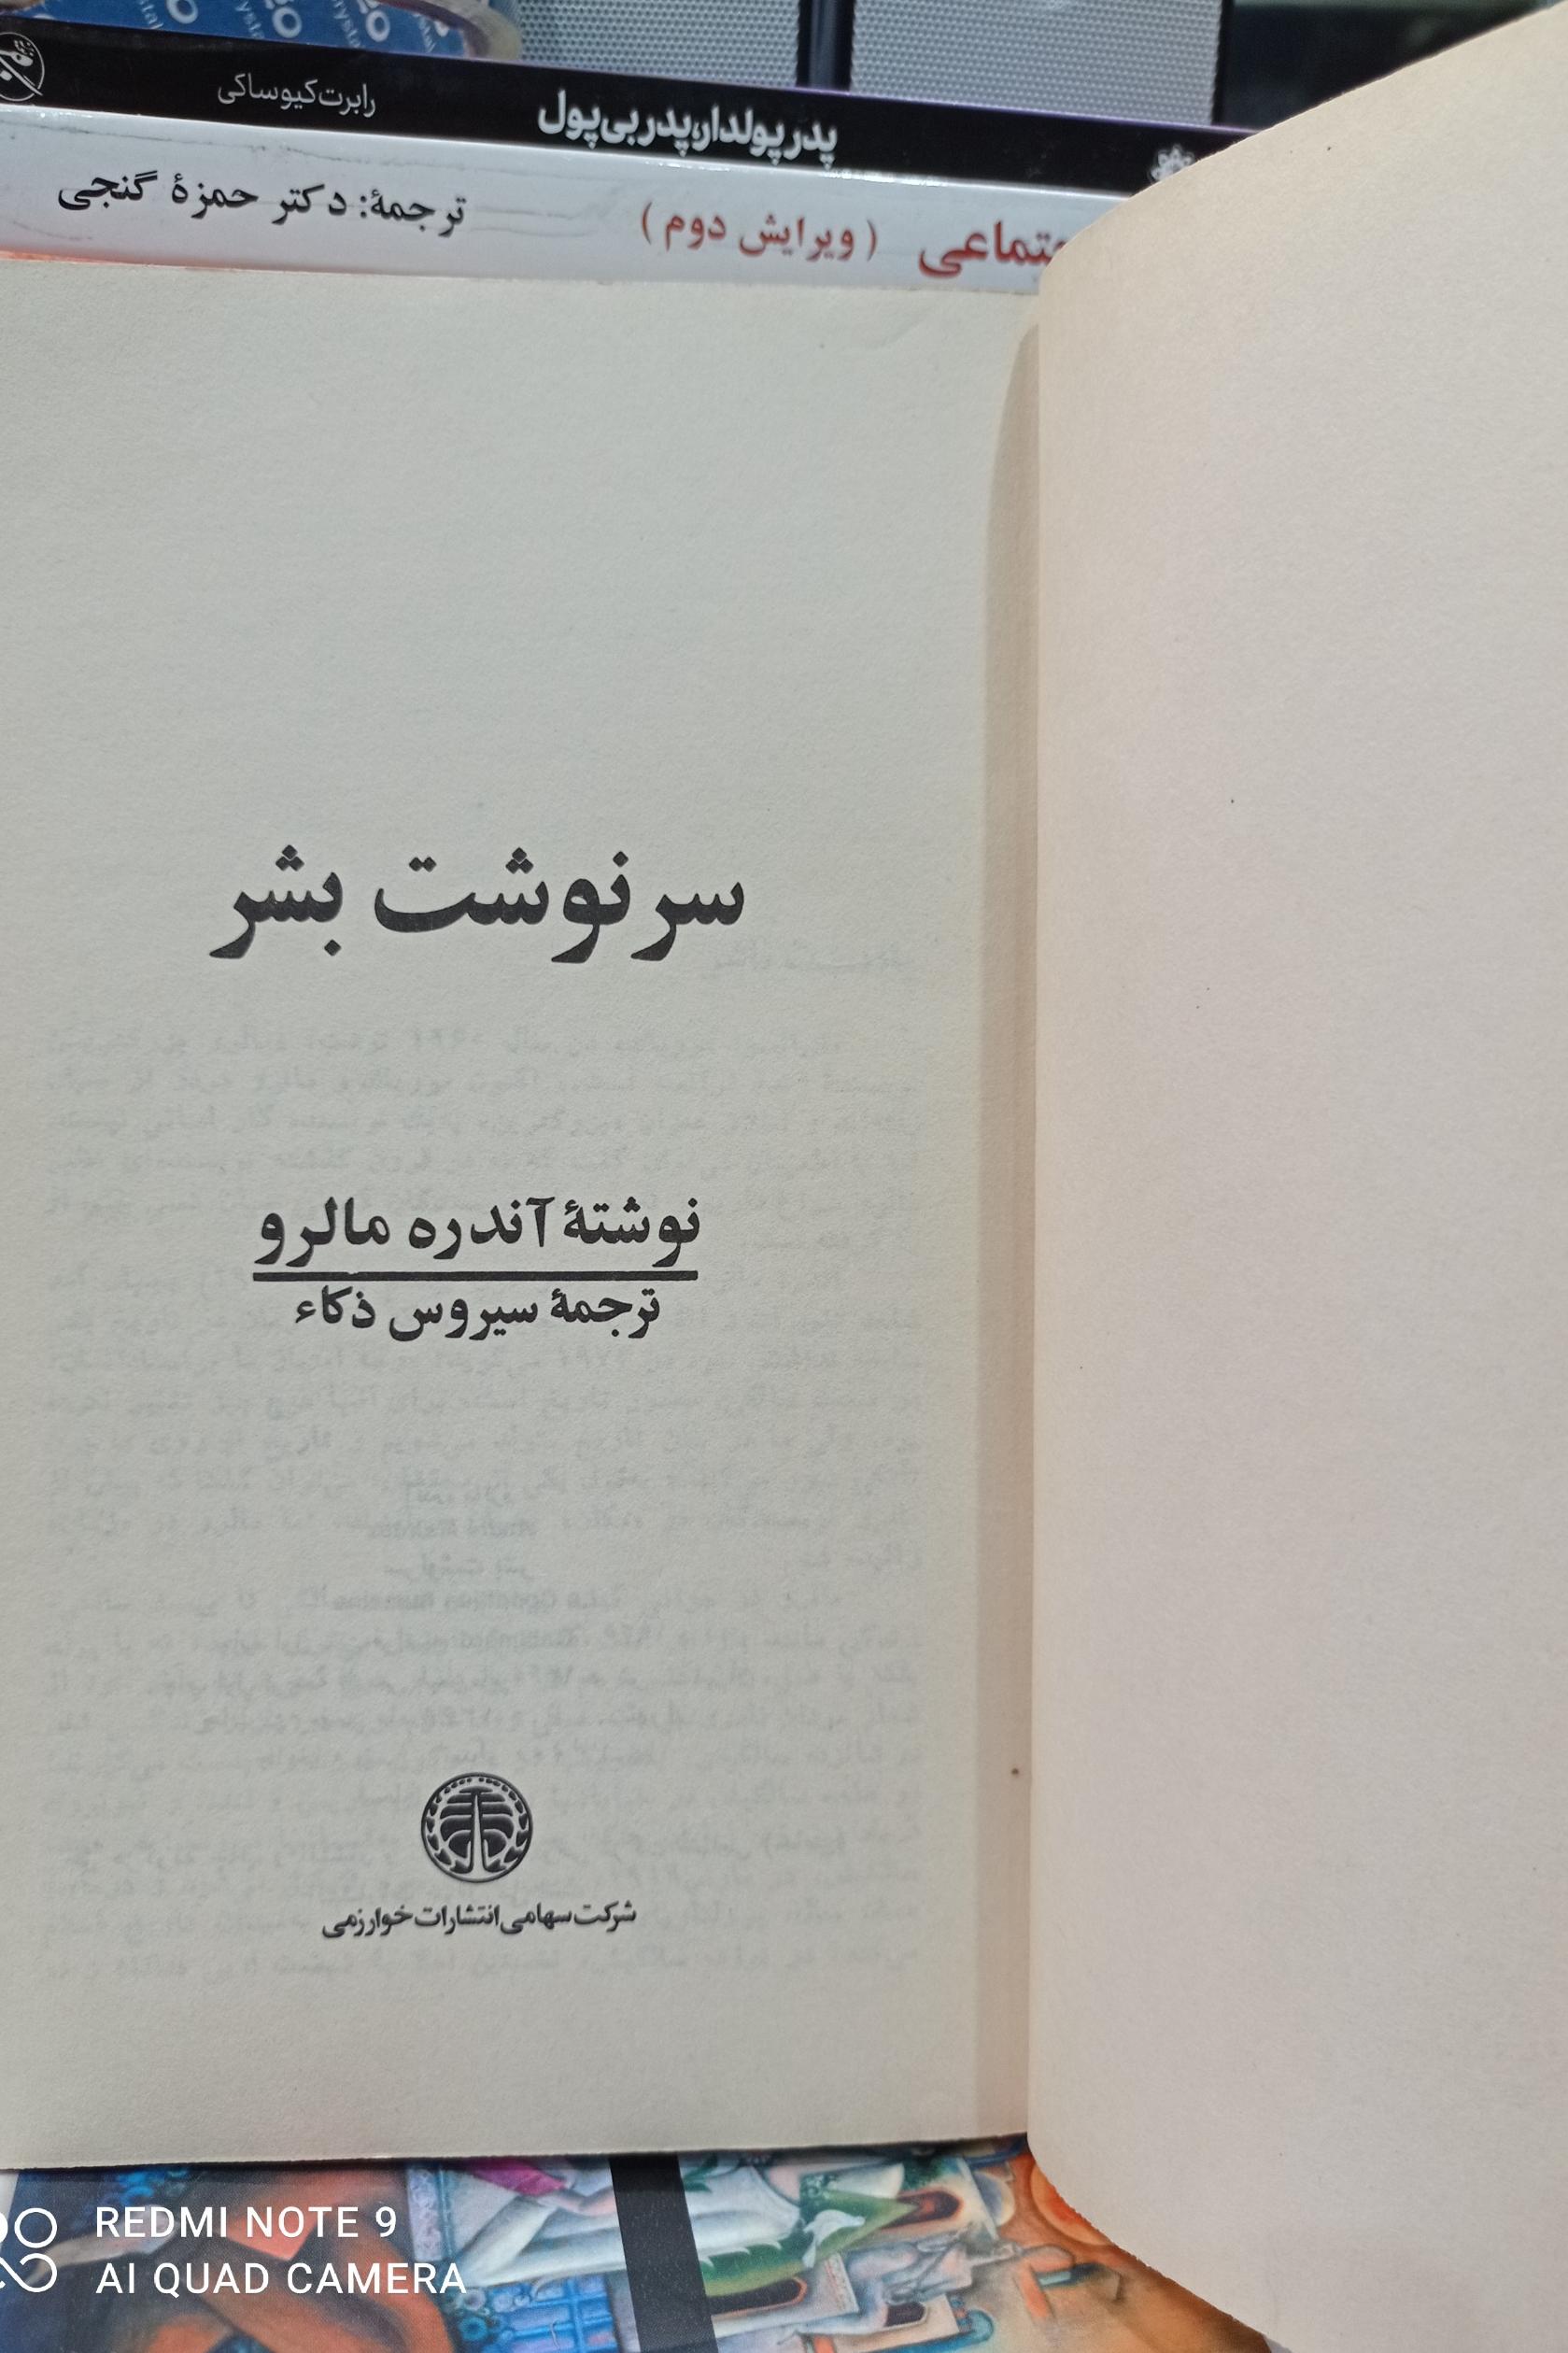 پدر پولدار، پدر بی‌پول رابرت کیوساکی
(ویرایش دوم) ترجمهٔ: دکتر حمزهٔ گنجی
سرنوشت بشر
نوشتهٔ آندره مالرو
ترجمهٔ سیروس ذکاء
شرکت سهامی انتشارات خوارزمی
REDMI NOTE 9
AI QUAD CAMERA